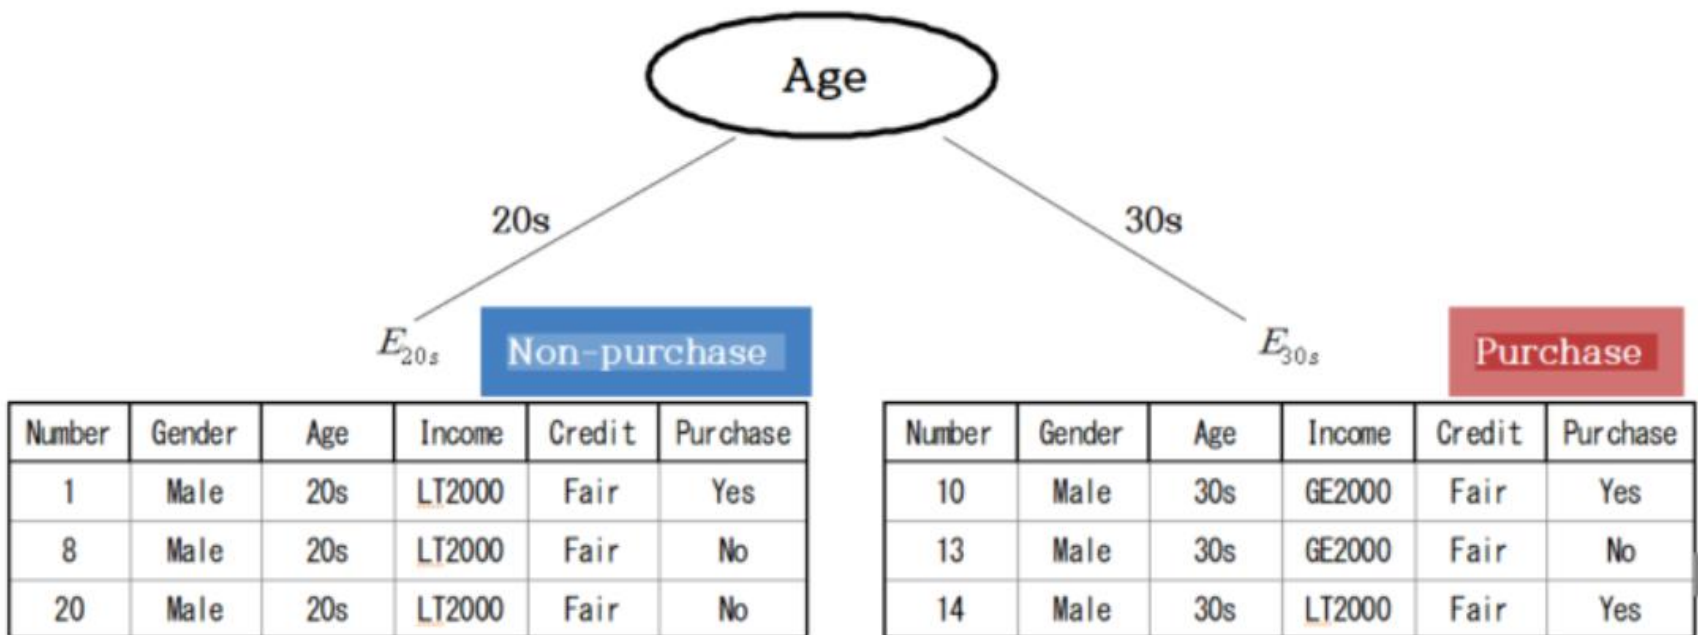 Age
20s 30s
E20s Non-purchase E30s Purchase
Number Gender Age Income Credit Purchase Number Gender Age Income Credit Purchase
1 Male 20s LT2000 Fair Yes 10 Male 30s GE2000 Fair Yes
8 Male 20s LT2000 Fair No 13 Male 30s GE2000 Fair No
20 Male 20s LT2000 Fair No 14 Male 30s LT2000 Fair Yes